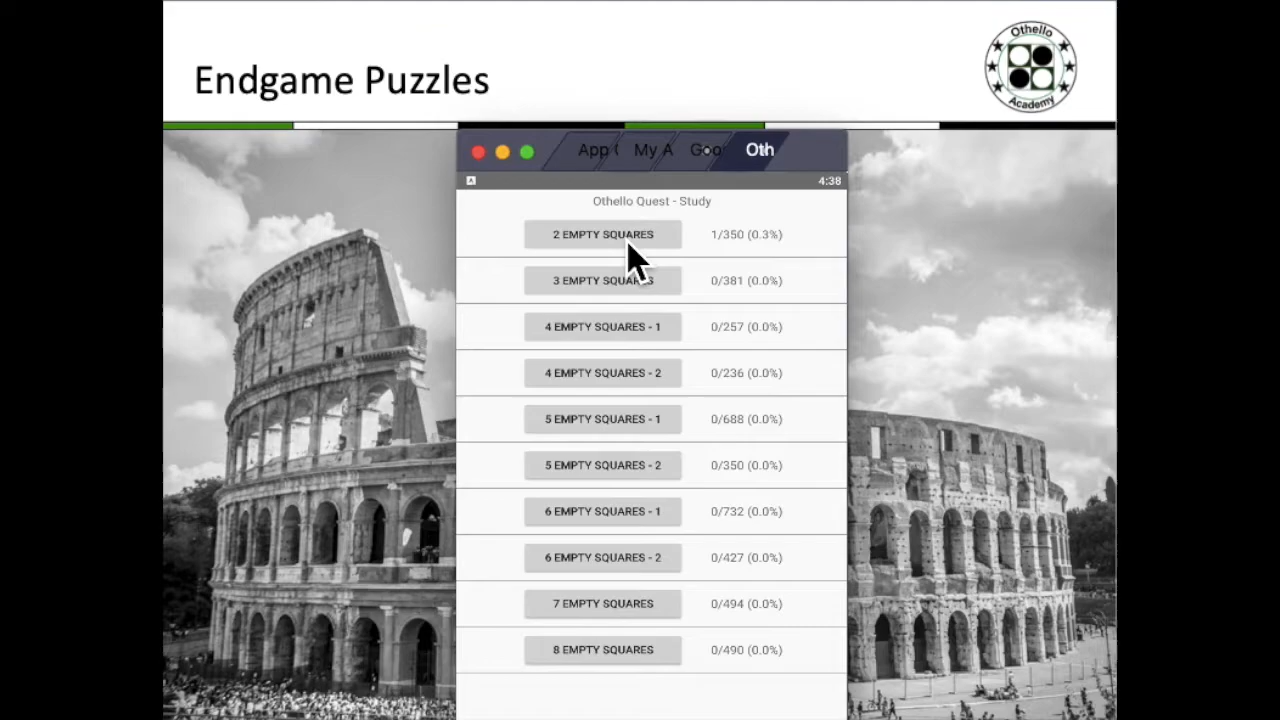 Endgame Puzzles
Othello
Academy
App
My A
Goo
Oth
4:38
Othello Quest - Study
2 EMPTY SQUARES 1/350 (0.3%)
3 EMPTY SQUARES 0/381 (0.0%)
4 EMPTY SQUARES - 1 0/257 (0.0%)
4 EMPTY SQUARES - 2 0/236 (0.0%)
5 EMPTY SQUARES - 1 0/688 (0.0%)
5 EMPTY SQUARES - 2 0/350 (0.0%)
6 EMPTY SQUARES - 1 0/732 (0.0%)
6 EMPTY SQUARES - 2 0/427 (0.0%)
7 EMPTY SQUARES 0/494 (0.0%)
8 EMPTY SQUARES 0/490 (0.0%)